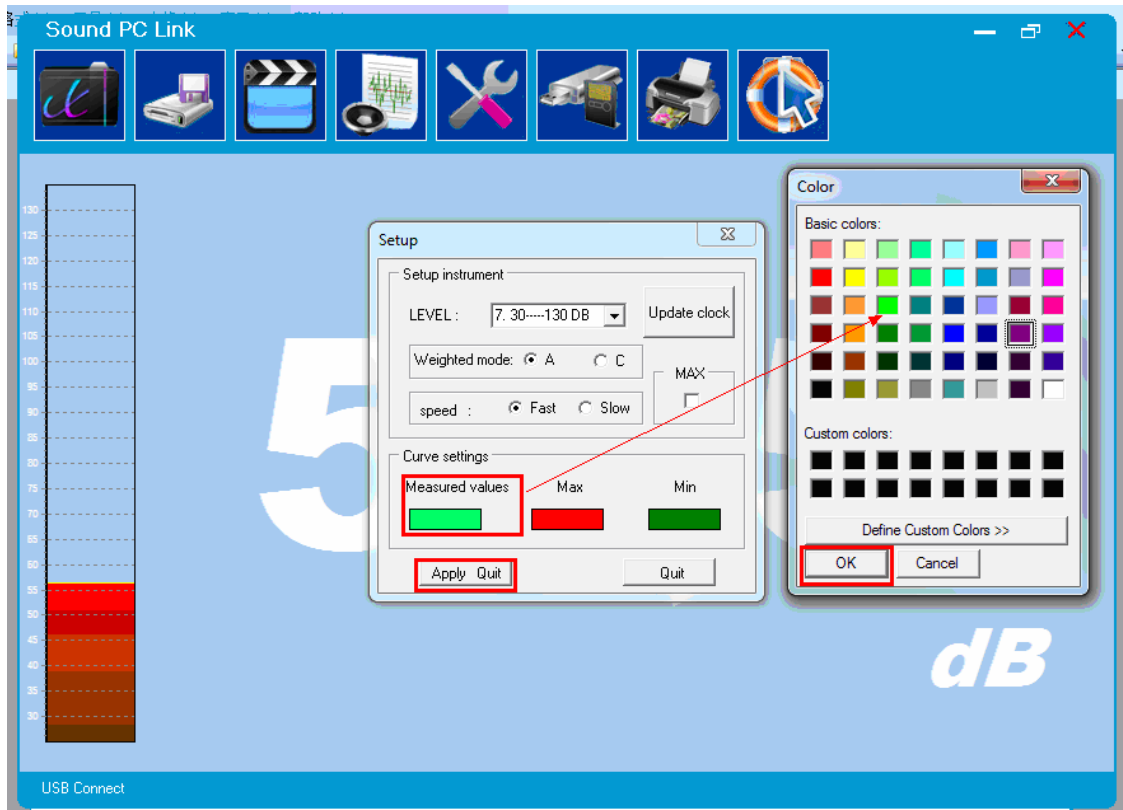 Sound PC Link
130
125
120
115
110
105
100
95
90
85
80
75
70
65
60
55
50
45
40
35
30
Setup
Setup instrument
LEVEL :
7. 30----130 DB
Update clock
Weighted mode:
A
C
MAX
speed :
Fast
Slow
Curve settings
Measured values
Max
Min
Apply Quit
Quit
Color
Basic colors:
Custom colors:
Define Custom Colors >>
OK
Cancel
5
dB
USB Connect